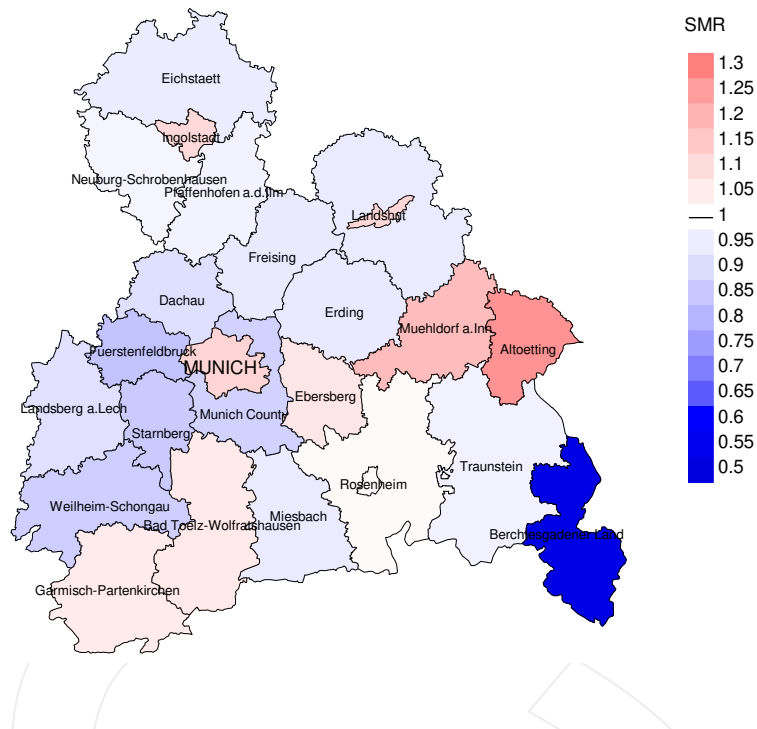 SMR
1.3
1.25
1.2
1.15
1.1
1.05
1
0.95
0.9
0.85
0.8
0.75
0.7
0.65
0.6
0.55
0.5
Eichstaett
Ingolstadt
Neuburg-Schrobenhausen
Pfaffenhofen a.d.Ilm
Landshut
Freising
Dachau
Erding
Muehldorf a.Inn
Altoetting
Fuerstenfeldbruck
MUNICH
Ebersberg
Landsberg a.Lech
Munich County
Starnberg
Traunstein
Rosenheim
Weilheim-Schongau
Miesbach
Bad Toelz-Wolfratshausen
Berchtesgadener Land
Garmisch-Partenkirchen